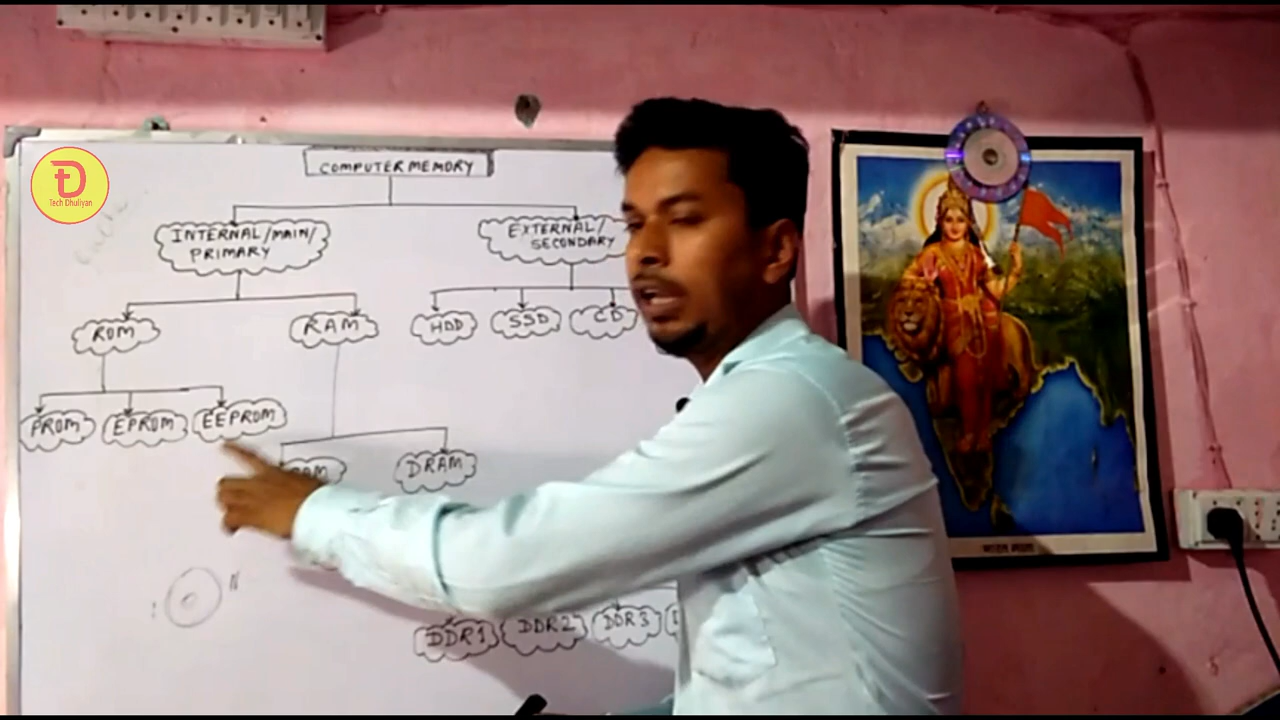 COMPUTER MEMORY
Tech Dhuliyan
INTERNAL/MAIN/
PRIMARY
EXTERNAL/
SECONDARY
ROM
RAM
HDD
SSD
CD
PROM
EPROM
EEPROM
DRAM
N
DDR1
DDR2
DDR3